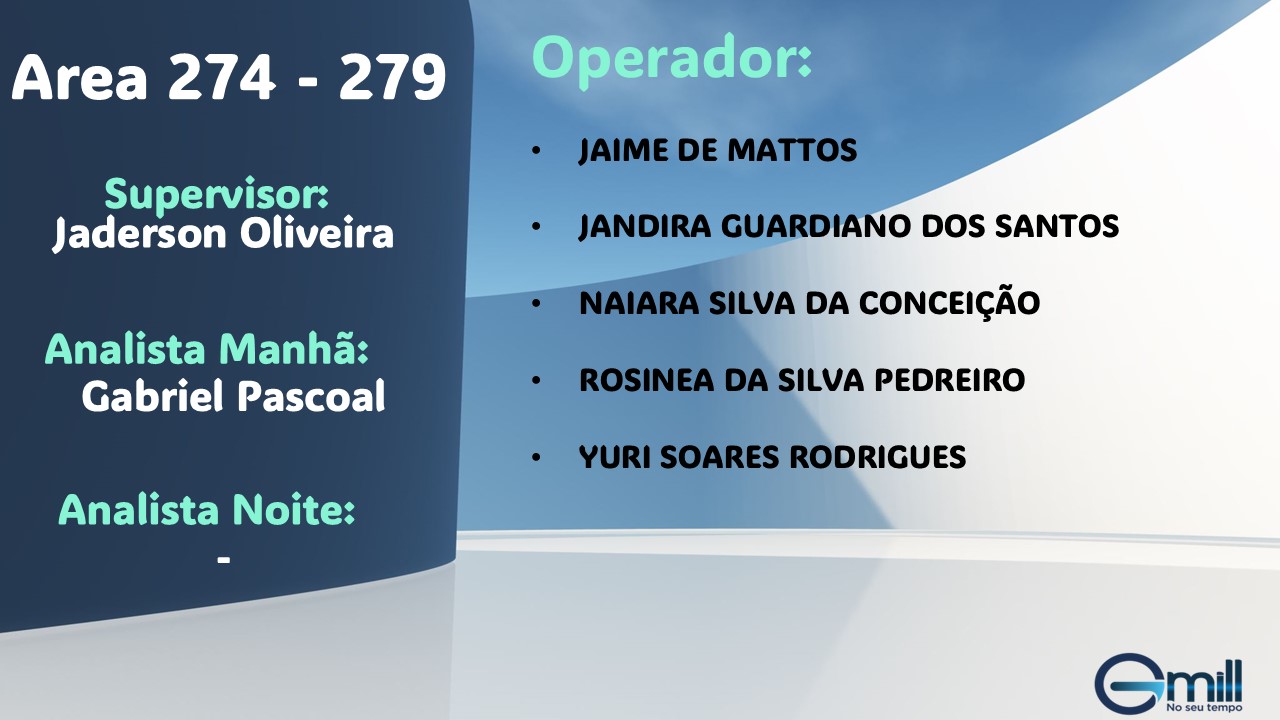 Area 274 - 279
Supervisor:
Jaderson Oliveira
Analista Manhã:
Gabriel Pascoal
Analista Noite:
-
Operador:
• JAIME DE MATTOS
• JANDIRA GUARDIANO DOS SANTOS
• NAIARA SILVA DA CONCEIÇÃO
• ROSINEA DA SILVA PEDREIRO
• YURI SOARES RODRIGUES
Gmill
No seu tempo